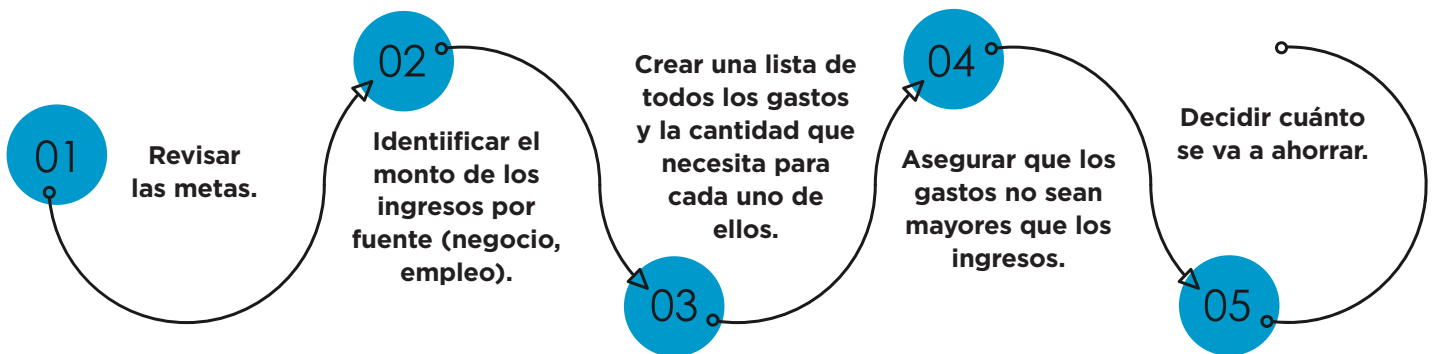 01
Revisar
las metas.
02
Identiificar el
monto de los
ingresos por
fuente (negocio,
empleo).
Crear una lista de
todos los gastos
y la cantidad que
necesita para
cada uno de
ellos.
03
04
Asegurar que los
gastos no sean
mayores que los
ingresos.
Decidir cuánto
se va a ahorrar.
05